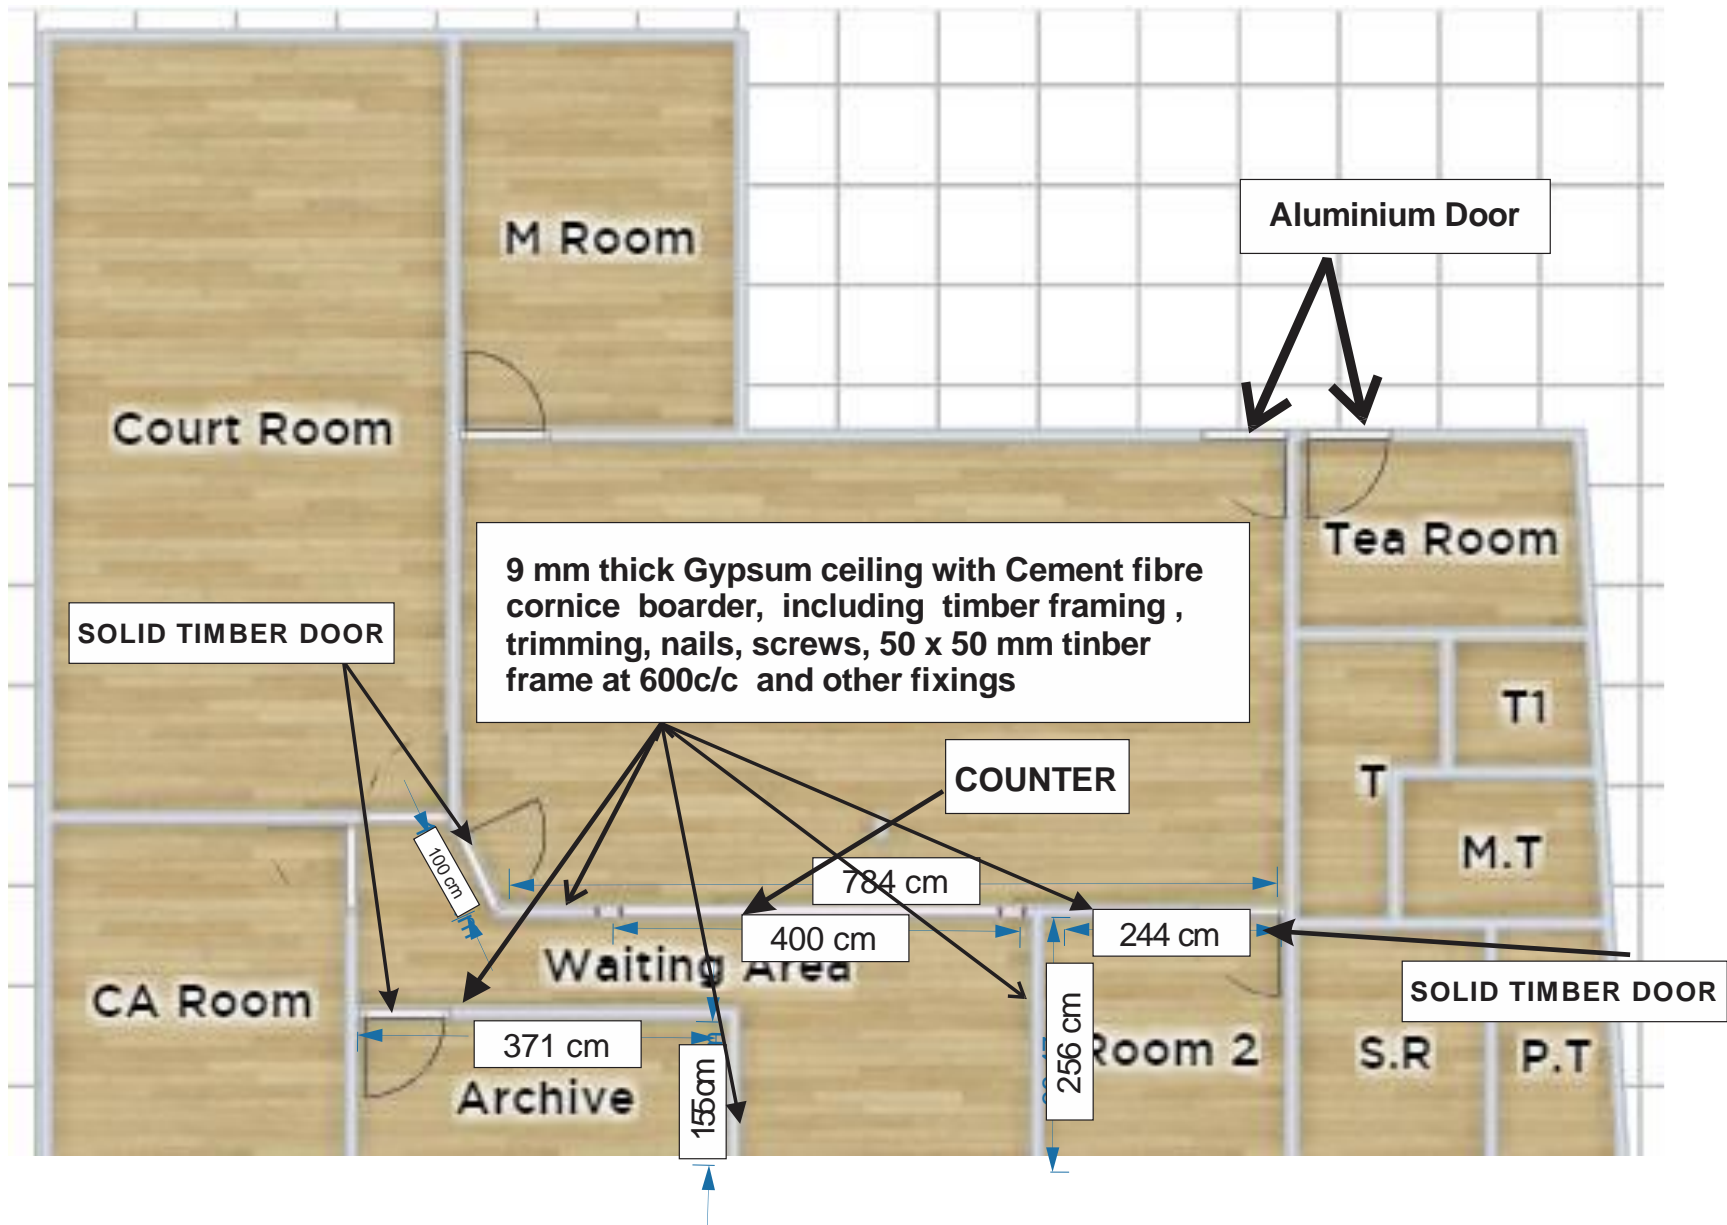 M Room
Aluminium Door
Court Room
Tea Room
9 mm thick Gypsum ceiling with Cement fibre
cornice boarder, including timber framing ,
trimming, nails, screws, 50 x 50 mm tinber
frame at 600c/c and other fixings
SOLID TIMBER DOOR
T1
COUNTER
T
100 cm
M.T
784 cm
400 cm
244 cm
Waiting Area
CA Room
SOLID TIMBER DOOR
371 cm
256 cm
Room 2
S.R
P.T
Archive
155cm